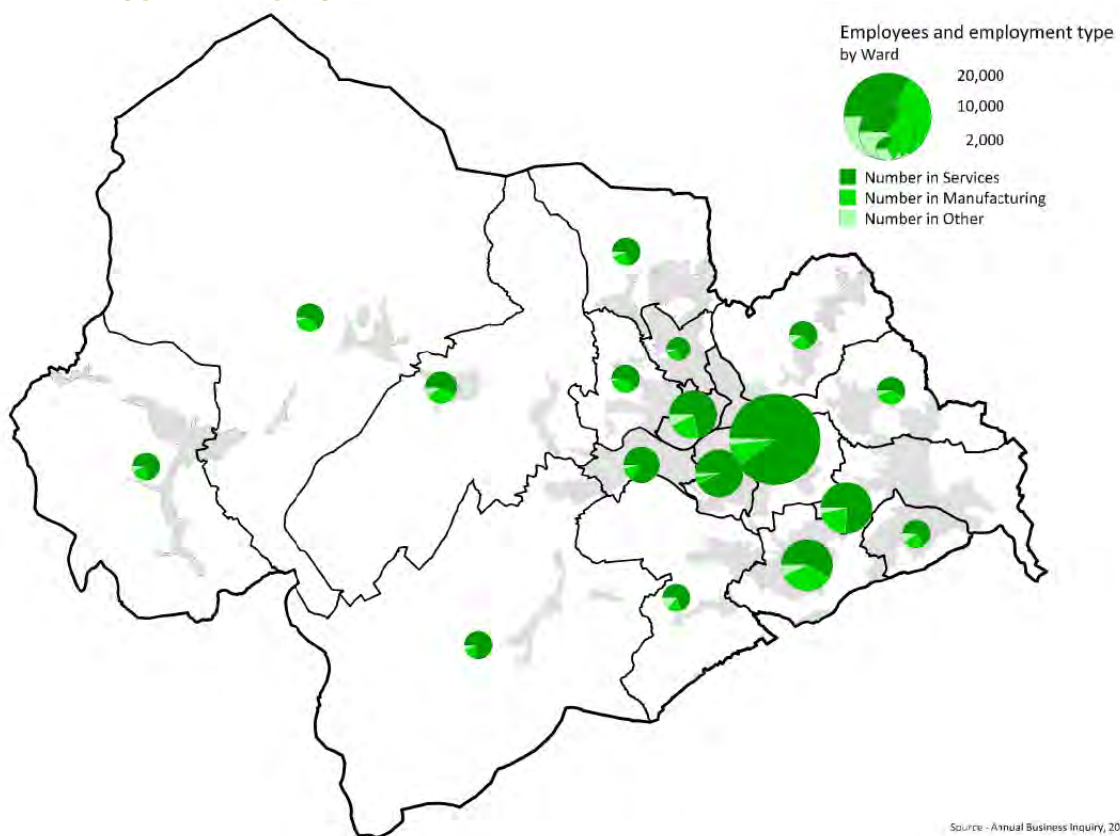 Employees and employment type
by Ward
20,000
10,000
2,000
Number in Services
Number in Manufacturing
Number in Other
Source - Annual Business Inquiry, 20